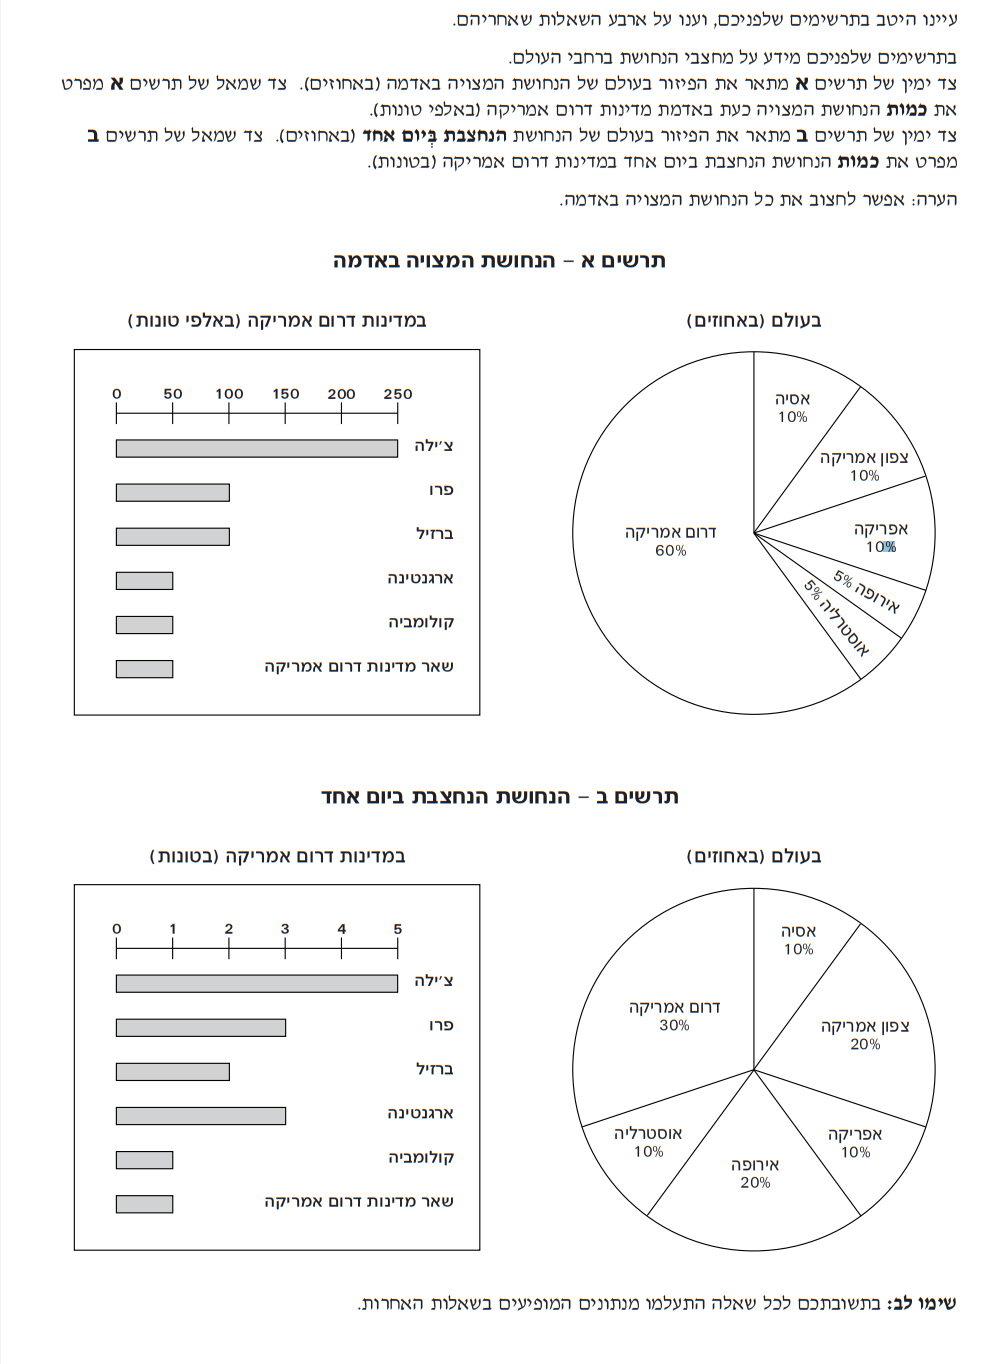 עיינו היטב בתרשימים שלפניכם, וענו על ארבע השאלות שאחריהם.
בתרשימים שלפניכם מידע על מחצבי הנחושת ברחבי העולם.
צד ימין של תרשים א מתאר את הפיזור בעולם של הנחושת המצויה באדמה (באחוזים). צד שמאל של תרשים א מפרט
את כמות הנחושת המצויה כעת באדמת מדינות דרום אמריקה (באלפי טונות).
צד ימין של תרשים ב מתאר את הפיזור בעולם של הנחושת הנחצבת בְּיום אחד (באחוזים). צד שמאל של תרשים ב
מפרט את כמות הנחושת הנחצבת ביום אחד במדינות דרום אמריקה (בטונות).
הערה: אפשר לחצוב את כל הנחושת המצויה באדמה.
תרשים א – הנחושת המצויה באדמה
בעולם (באחוזים)
אסיה
10%
צפון אמריקה
10%
אפריקה
10%
אירופה 5%
אוסטרליה 5%
דרום אמריקה
60%
במדינות דרום אמריקה (באלפי טונות)
0 50 100 150 200 250
צ'ילה
פרו
ברזיל
ארגנטינה
קולומביה
שאר מדינות דרום אמריקה
תרשים ב – הנחושת הנחצבת ביום אחד
בעולם (באחוזים)
אסיה
10%
צפון אמריקה
20%
אפריקה
10%
אירופה
20%
אוסטרליה
10%
דרום אמריקה
30%
במדינות דרום אמריקה (בטונות)
0 1 2 3 4 5
צ'ילה
פרו
ברזיל
ארגנטינה
קולומביה
שאר מדינות דרום אמריקה
שימו לב: בתשובתכם לכל שאלה התעלמו מנתונים המופיעים בשאלות האחרות.